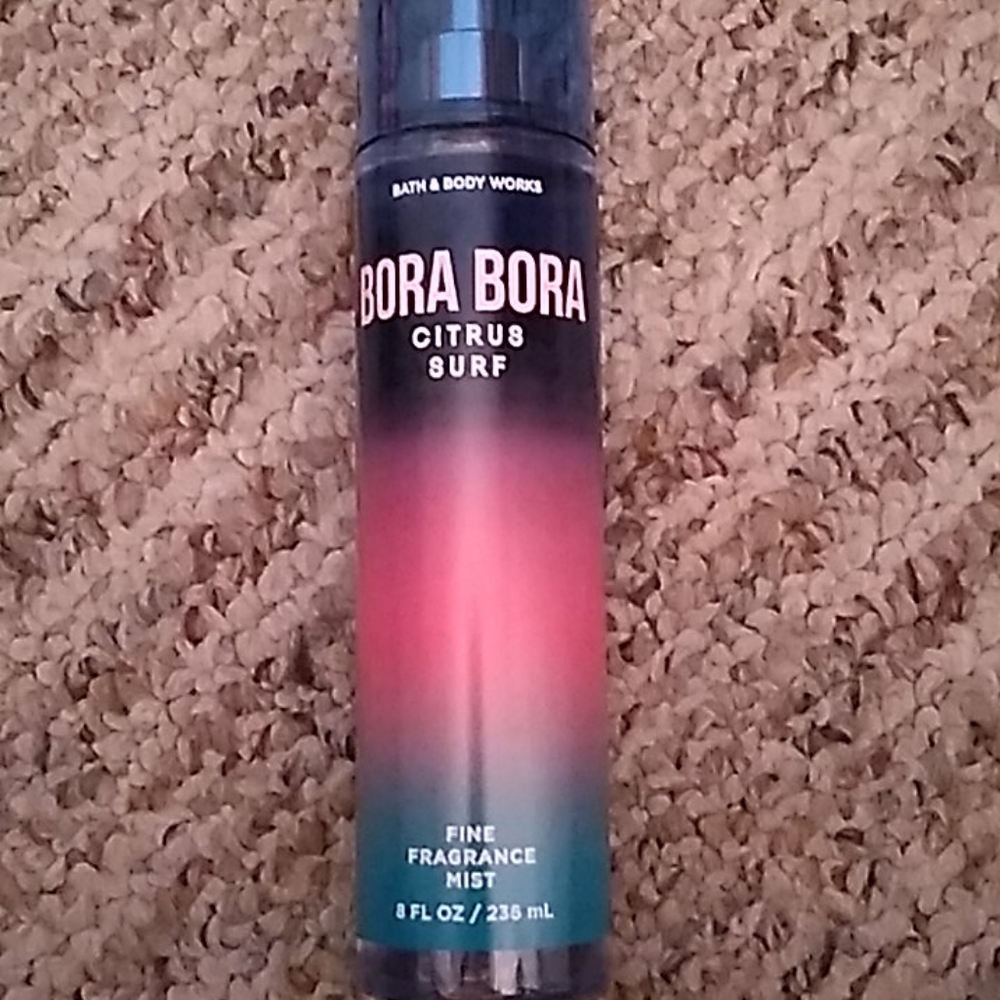 BATH & BODY WORKS
BORA BORA
CITRUS
SURF
FINE
FRAGRANCE
MIST
8 FL OZ / 236 mL